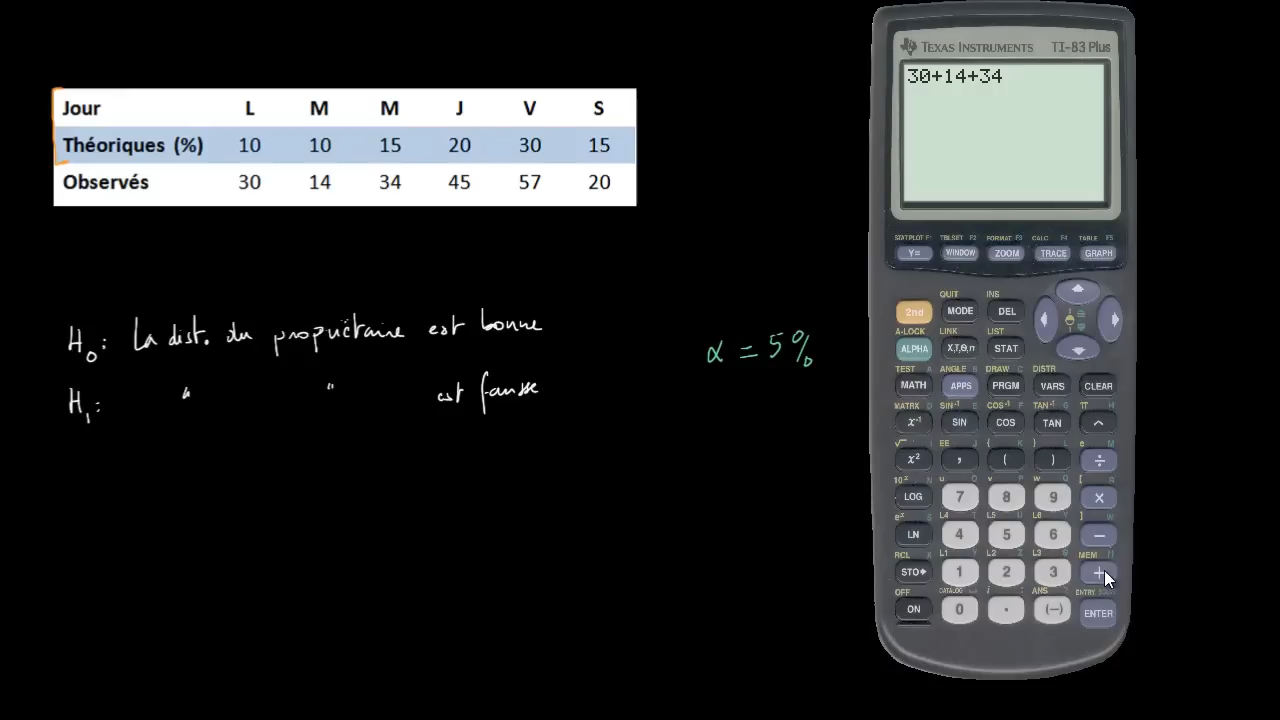 Jour L M M J V S
Théoriques (%) 10 10 15 20 30 15
Observés 30 14 34 45 57 20
H0: La dist. du propriétaire est bonne
H1: " " est fausse
α = 5%
TEXAS INSTRUMENTS TI-83 Plus
30+14+34
STATPLOT F1 TBLSET F2 FORMAT F3 CALC F4 TABLE F5
Y= WINDOW ZOOM TRACE GRAPH
QUIT INS
2nd MODE DEL
A-LOCK LINK LIST
ALPHA X,T,Θ,n STAT
TEST A ANGLE B DRAW C DISTR
MATH APPS PRGM VARS CLEAR
MATRX D SIN⁻¹ E COS⁻¹ F TAN⁻¹ G π H
x⁻¹ SIN COS TAN ^
√ I EE J { K } L e M
x² , ( ) ÷
10ˣ N u O v P w Q [ R
LOG 7 8 9 ×
eˣ S L4 T L5 U L6 V ] W
LN 4 5 6 −
RCL X L1 Y L2 Z L3 θ MEM "
STO▸ 1 2 3 +
OFF CATALOG i : ANS ? ENTRY
ON 0 . (−) ENTER